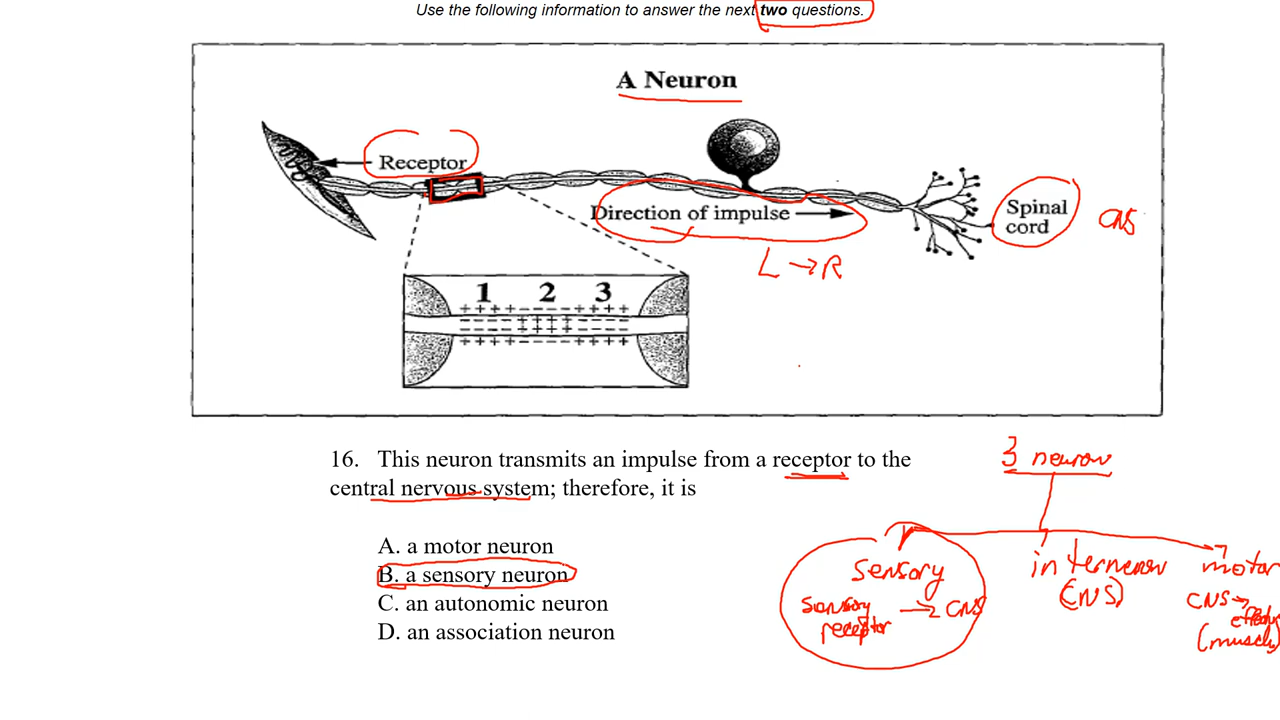 Use the following information to answer the next two questions.
A Neuron
Receptor
Direction of impulse
Spinal
cord
CNS
L → R
1 2 3
+ + + + - - - - - + + + +
- - - - + + + + - - - -
- - - - + + + + - - - -
+ + + + - - - - - + + + +
16. This neuron transmits an impulse from a receptor to the
central nervous system; therefore, it is
A. a motor neuron
B. a sensory neuron
C. an autonomic neuron
D. an association neuron
3 neuron
sensory
sensory → CNS
receptor
interneuron
(CNS)
motor
CNS →
(muscle)